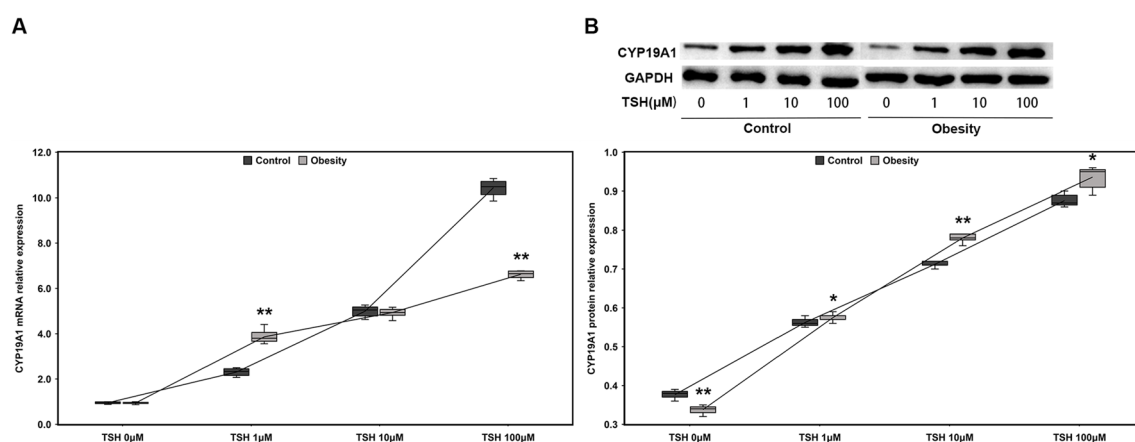 A
B
CYP19A1
GAPDH
TSH(μM) 0 1 10 100 0 1 10 100
Control Obesity
Control Obesity
CYP19A1 mRNA relative expression
12.0
10.0
8.0
6.0
4.0
2.0
0.0
**
**
TSH 0μM TSH 1μM TSH 10μM TSH 100μM
Control Obesity
CYP19A1 protein relative expression
1.0
0.9
0.8
0.7
0.6
0.5
0.4
0.3
**
*
**
*
TSH 0μM TSH 1μM TSH 10μM TSH 100μM